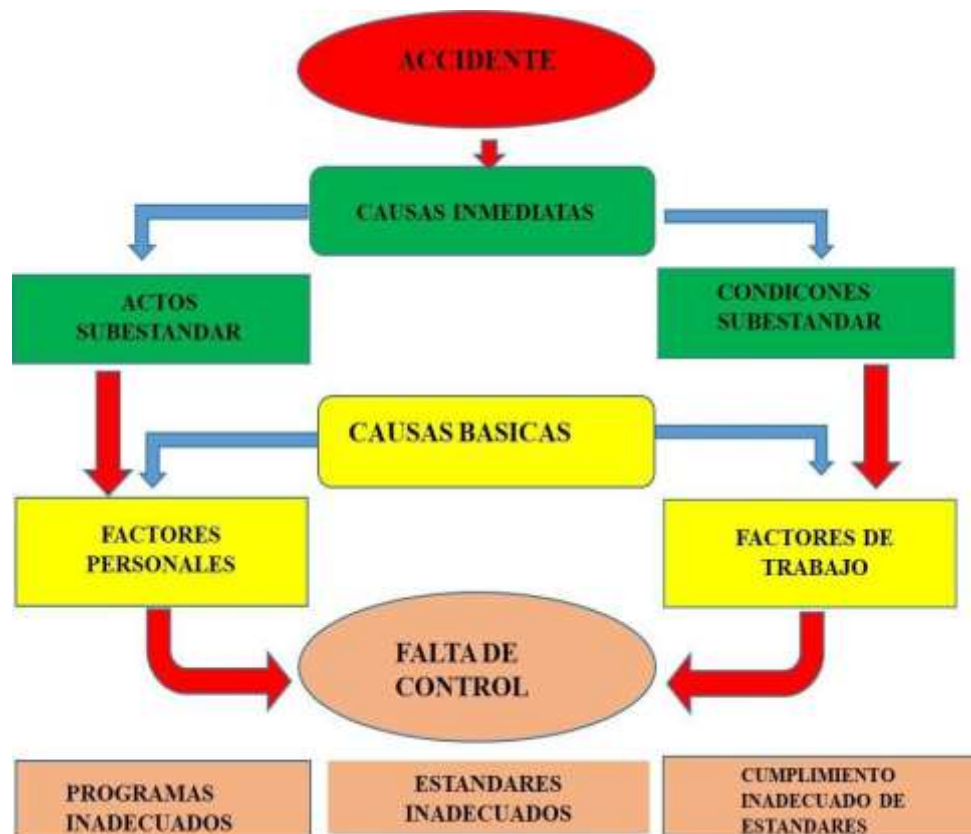 ACCIDENTE
CAUSAS INMEDIATAS
ACTOS
SUBESTANDAR
CONDICONES
SUBESTANDAR
CAUSAS BASICAS
FACTORES
PERSONALES
FACTORES DE
TRABAJO
FALTA DE
CONTROL
PROGRAMAS
INADECUADOS
ESTANDARES
INADECUADOS
CUMPLIMIENTO
INADECUADO DE
ESTANDARES